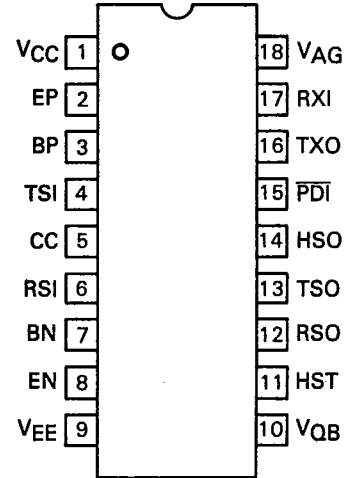 VCC 1 18 VAG
EP 2 17 RXI
BP 3 16 TXO
TSI 4 15 PDI
CC 5 14 HSO
RSI 6 13 TSO
BN 7 12 RSO
EN 8 11 HST
VEE 9 10 VQB